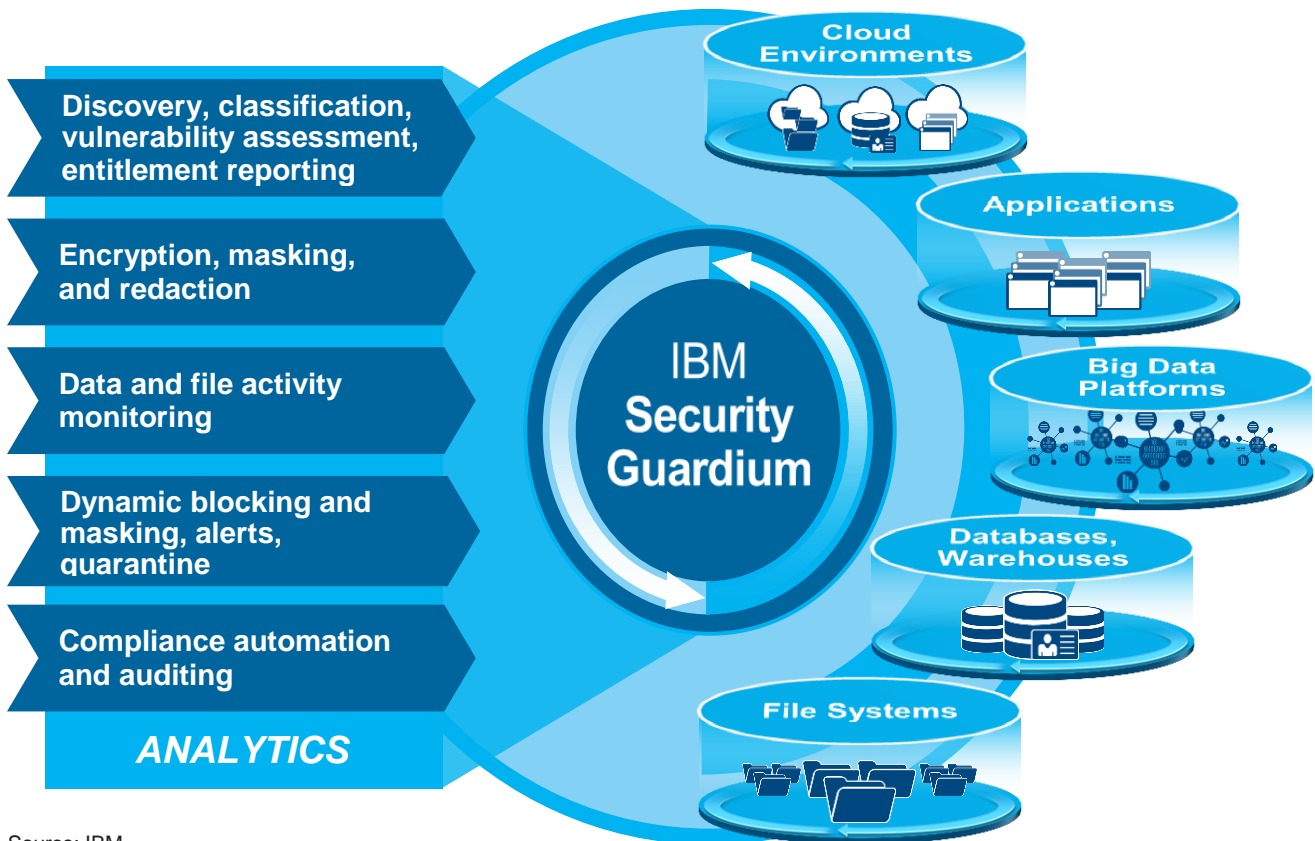 Cloud
Environments
Discovery, classification,
vulnerability assessment,
entitlement reporting
Applications
Encryption, masking,
and redaction
IBM
Security
Guardium
Data and file activity
monitoring
Big Data
Platforms
Dynamic blocking and
masking, alerts,
quarantine
Databases,
Warehouses
Compliance automation
and auditing
File Systems
ANALYTICS
Source: IBM